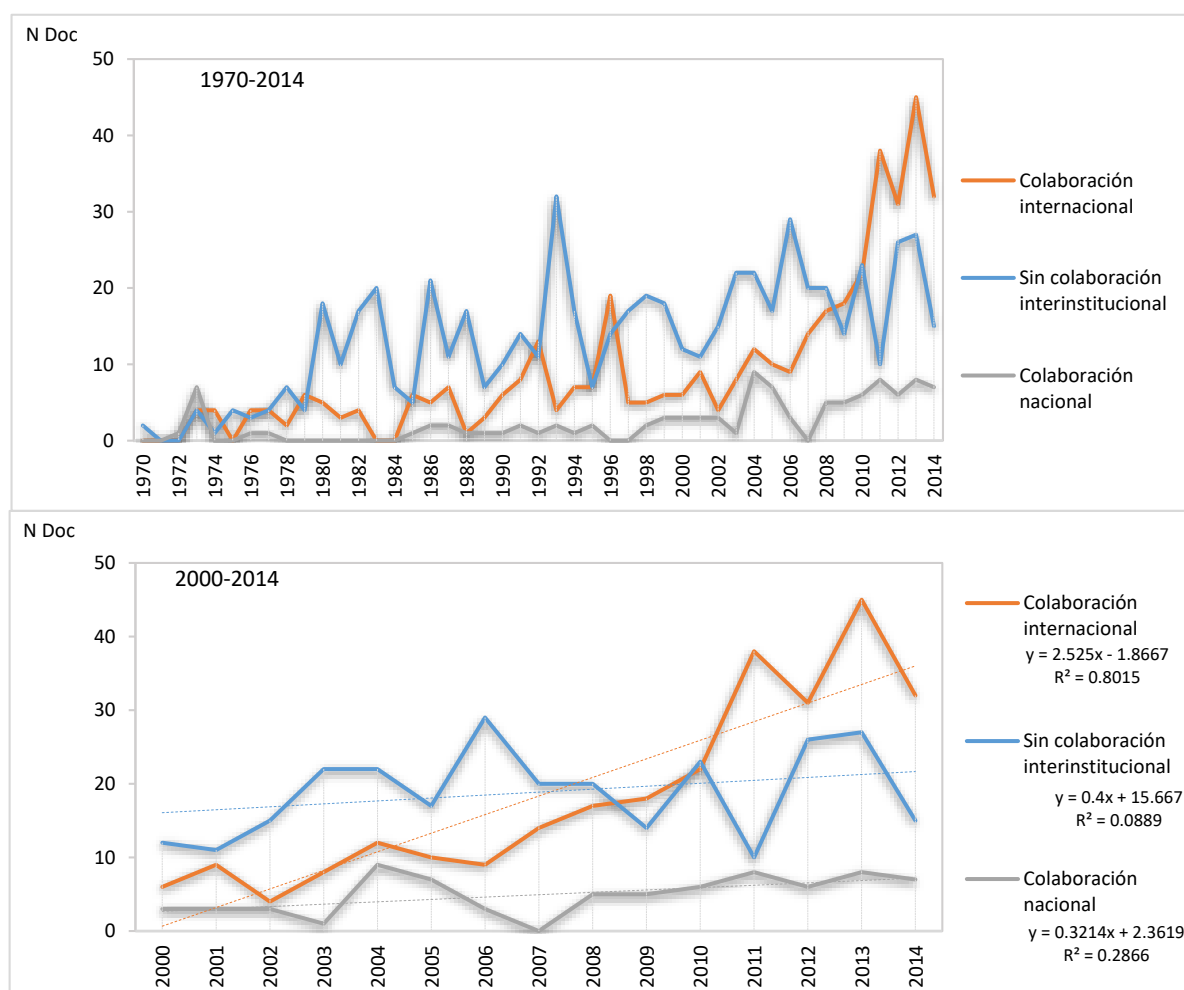 N Doc
1970-2014
50
40
30
20
10
0
1970
1972
1974
1976
1978
1980
1982
1984
1986
1988
1990
1992
1994
1996
1998
2000
2002
2004
2006
2008
2010
2012
2014
Colaboración
internacional
Sin colaboración
interinstitucional
Colaboración
nacional
N Doc
2000-2014
50
40
30
20
10
0
2000
2001
2002
2003
2004
2005
2006
2007
2008
2009
2010
2011
2012
2013
2014
Colaboración
internacional
y = 2.525x - 1.8667
R² = 0.8015
Sin colaboración
interinstitucional
y = 0.4x + 15.667
R² = 0.0889
Colaboración
nacional
y = 0.3214x + 2.3619
R² = 0.2866